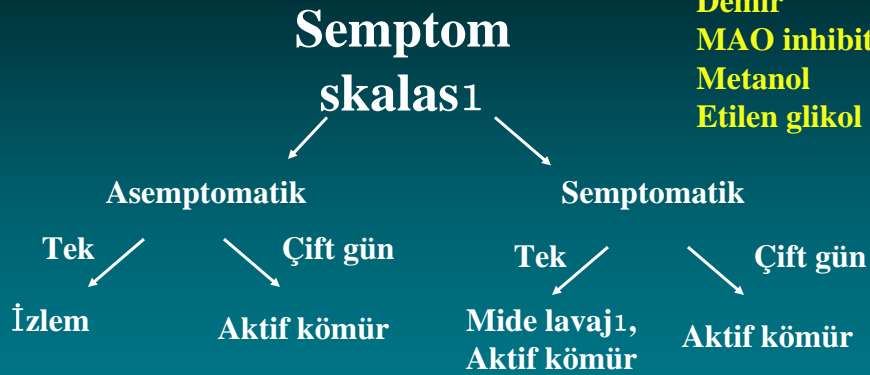 Semptom
skalası
Demir
MAO inhibit
Metanol
Etilen glikol
Asemptomatik
Semptomatik
Tek
Çift gün
Tek
Çift gün
İzlem
Aktif kömür
Mide lavajı,
Aktif kömür
Aktif kömür